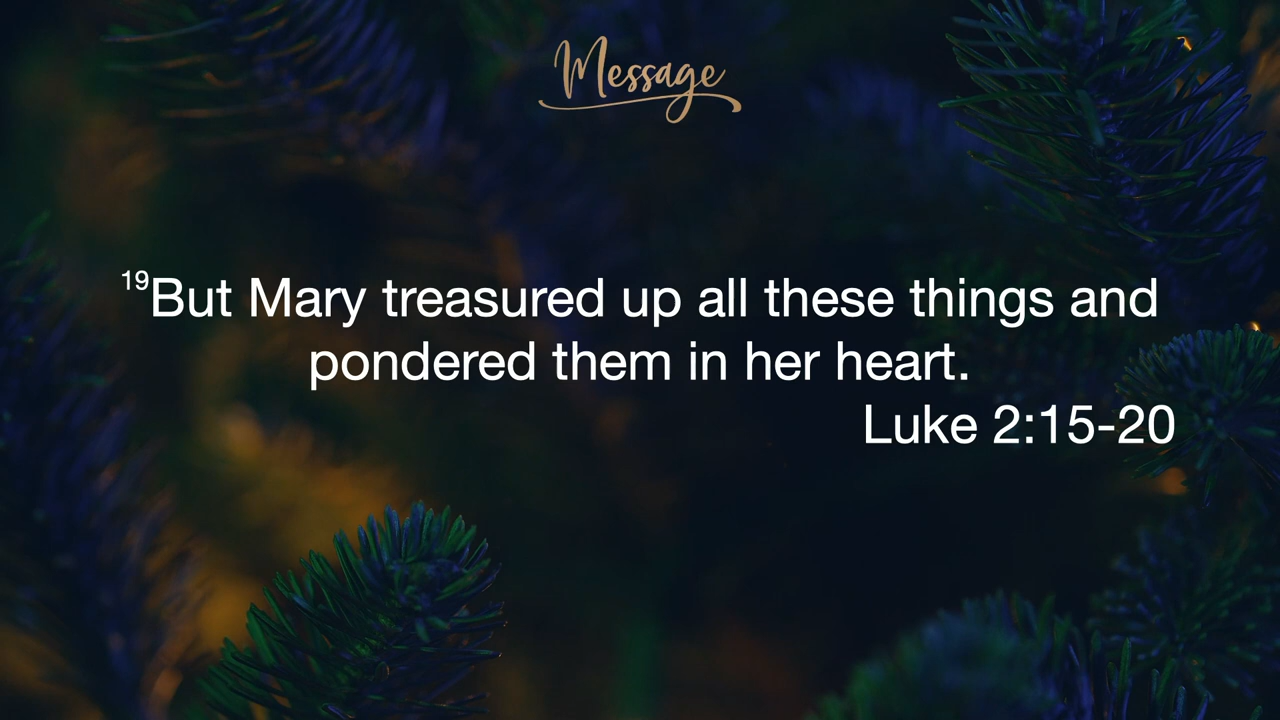 Message
19But Mary treasured up all these things and
pondered them in her heart.
Luke 2:15-20